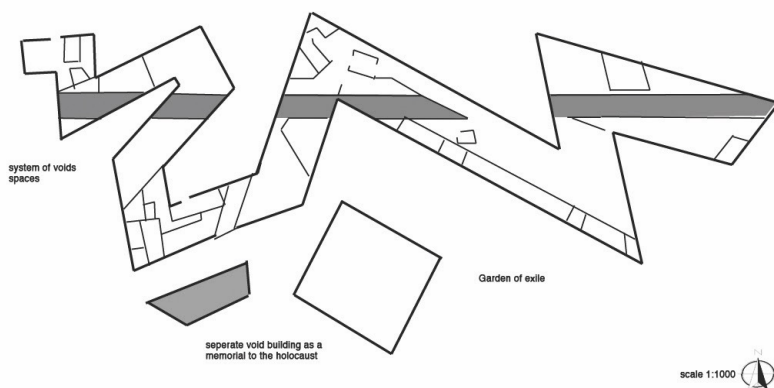 system of voids
spaces
Garden of exile
seperate void building as a
memorial to the holocaust
N
scale 1:1000